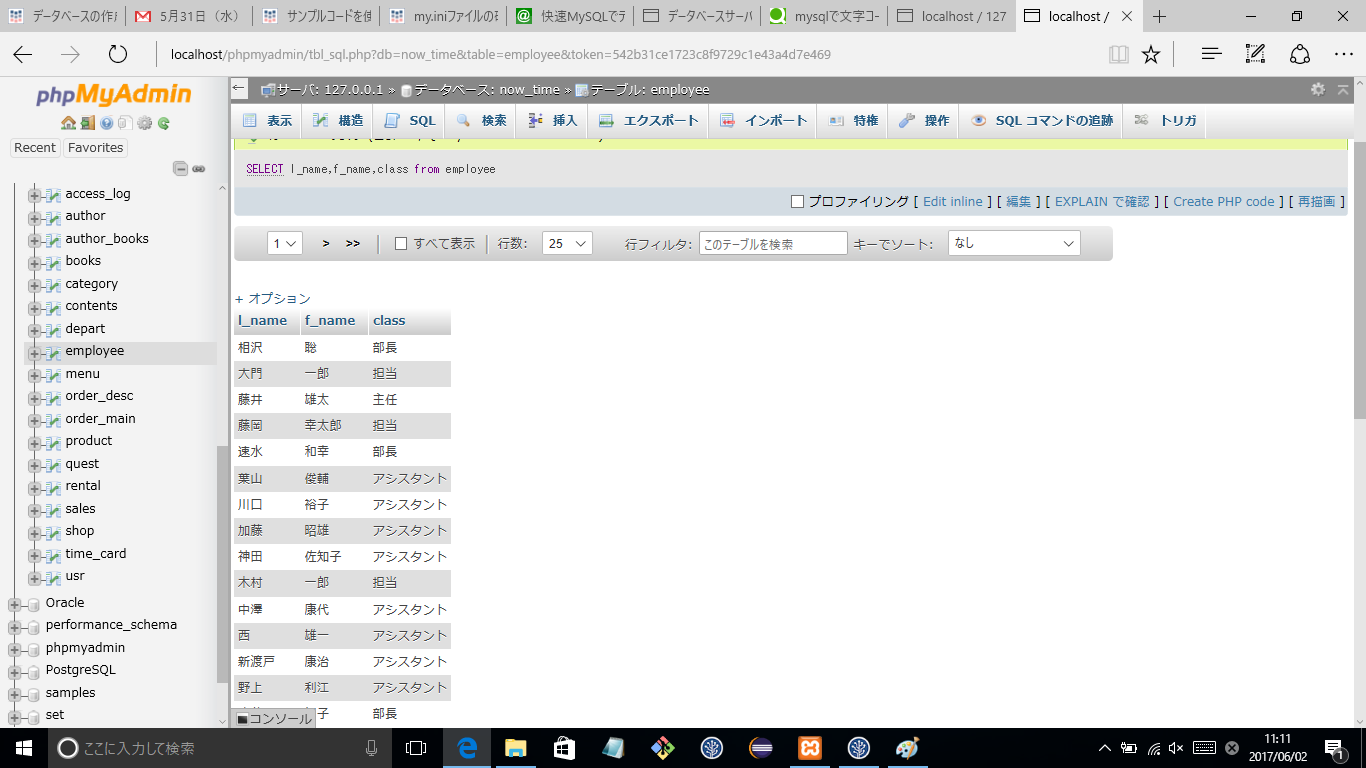 データベースの作成
5月31日（水）
サンプルコードを使
my.iniファイルの設
快速MySQLでデ
データベースサーバ
mysqlで文字コー
localhost / 127
localhost /
localhost/phpmyadmin/tbl_sql.php?db=now_time&table=employee&token=542b31ce1723c8f9729c1e43a4d7e469
phpMyAdmin
Recent
Favorites
access_log
author
author_books
books
category
contents
depart
employee
menu
order_desc
order_main
product
quest
rental
sales
shop
time_card
usr
Oracle
performance_schema
phpmyadmin
PostgreSQL
samples
set
サーバ: 127.0.0.1 » データベース: now_time » テーブル: employee
表示 構造 SQL 検索 挿入 エクスポート インポート 特権 操作 SQL コマンドの追跡 トリガ
SELECT l_name,f_name,class from employee
プロファイリング [ Edit inline ] [ 編集 ] [ EXPLAIN で確認 ] [ Create PHP code ] [ 再描画 ]
1 > >> すべて表示 行数: 25 行フィルタ: このテーブルを検索 キーでソート: なし
+ オプション
l_name f_name class
相沢 聡 部長
大門 一郎 担当
藤井 雄太 主任
藤岡 幸太郎 担当
速水 和幸 部長
葉山 俊輔 アシスタント
川口 裕子 アシスタント
加藤 昭雄 アシスタント
神田 佐知子 アシスタント
木村 一郎 担当
中澤 康代 アシスタント
西 雄一 アシスタント
新渡戸 康治 アシスタント
野上 利江 アシスタント
子 部長
コンソール
ここに入力して検索
11:11
2017/06/02
1